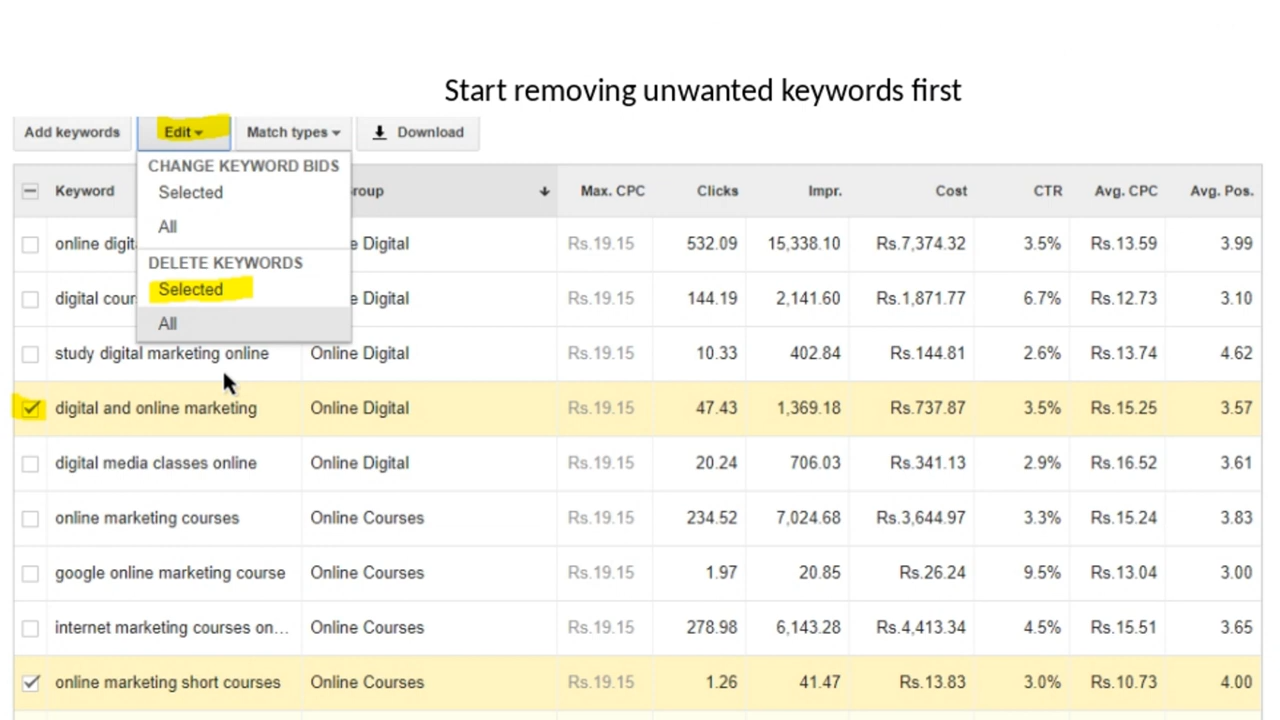 Start removing unwanted keywords first
Add keywords Edit Match types Download
CHANGE KEYWORD BIDS
Selected
All
DELETE KEYWORDS
Selected
All
Keyword Max. CPC Clicks Impr. Cost CTR Avg. CPC Avg. Pos.
online Digital Rs.19.15 532.09 15,338.10 Rs.7,374.32 3.5% Rs.13.59 3.99
digital Digital Rs.19.15 144.19 2,141.60 Rs.1,871.77 6.7% Rs.12.73 3.10
study digital marketing online Online Digital Rs.19.15 10.33 402.84 Rs.144.81 2.6% Rs.13.74 4.62
digital and online marketing Online Digital Rs.19.15 47.43 1,369.18 Rs.737.87 3.5% Rs.15.25 3.57
digital media classes online Online Digital Rs.19.15 20.24 706.03 Rs.341.13 2.9% Rs.16.52 3.61
online marketing courses Online Courses Rs.19.15 234.52 7,024.68 Rs.3,644.97 3.3% Rs.15.24 3.83
google online marketing course Online Courses Rs.19.15 1.97 20.85 Rs.26.24 9.5% Rs.13.04 3.00
internet marketing courses on... Online Courses Rs.19.15 278.98 6,143.28 Rs.4,413.34 4.5% Rs.15.51 3.65
online marketing short courses Online Courses Rs.19.15 1.26 41.47 Rs.13.83 3.0% Rs.10.73 4.00